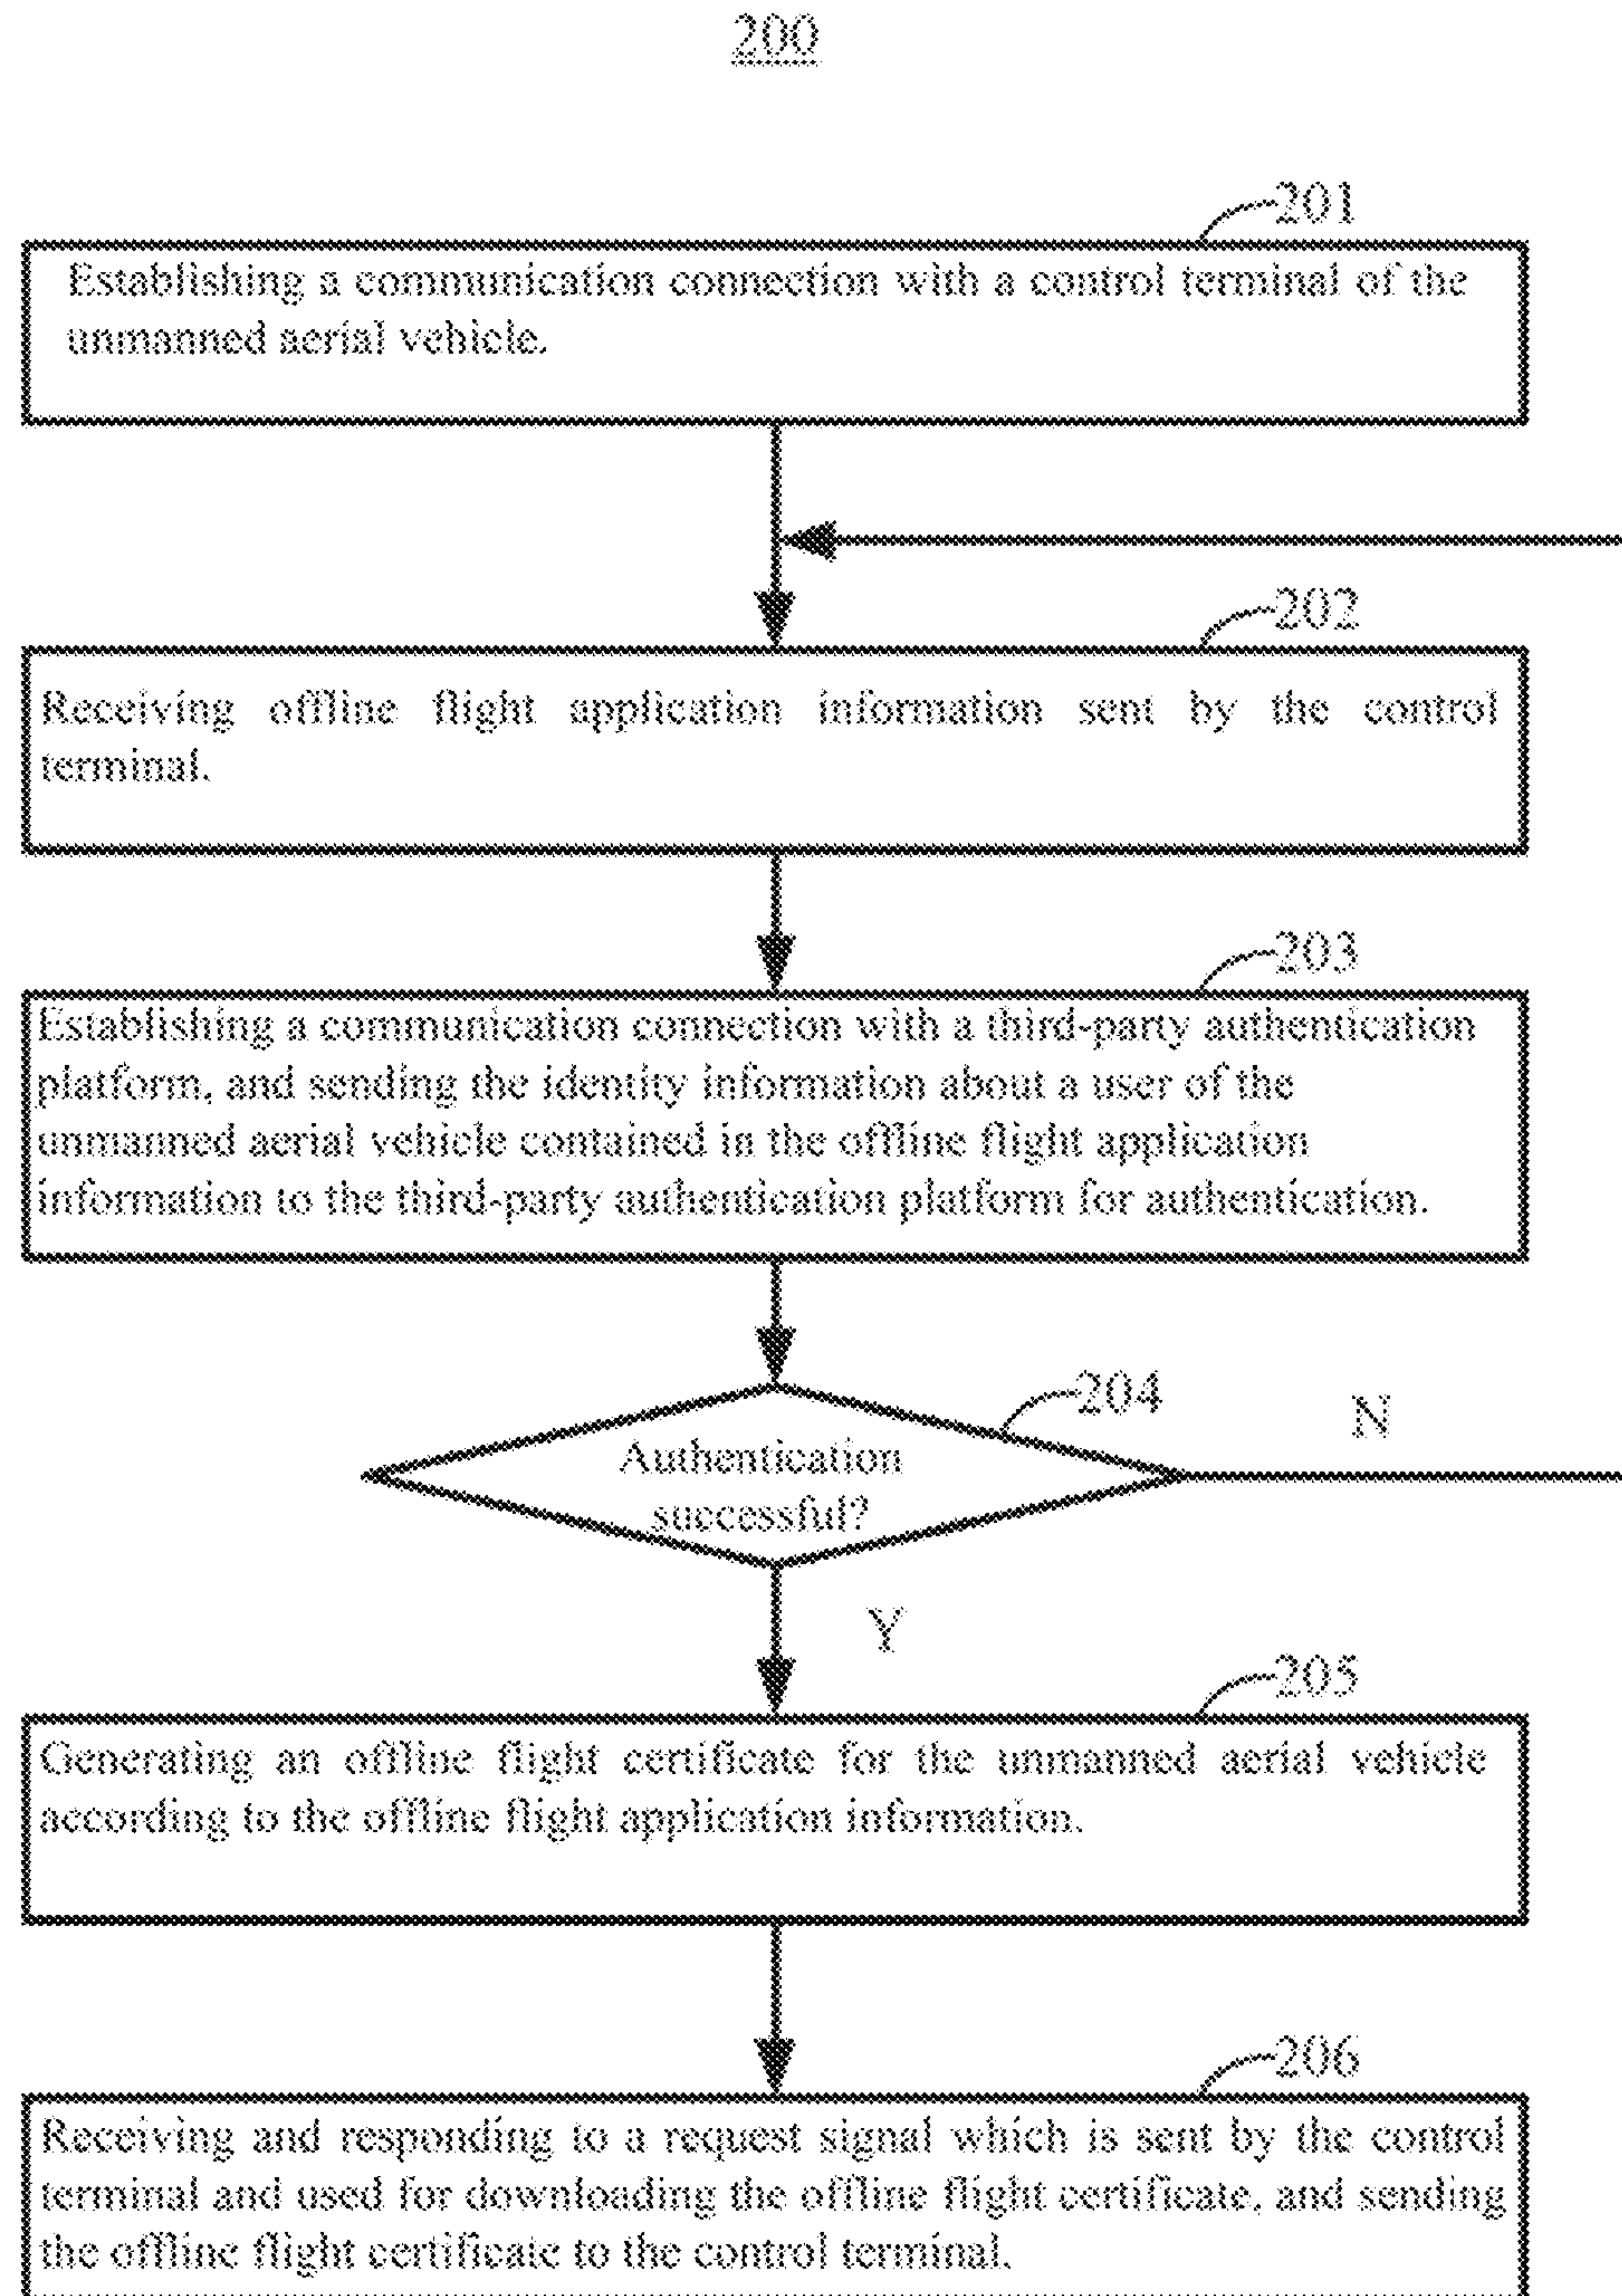 200
201
Establishing a communication connection with a control terminal of the
unmanned aerial vehicle.
202
Receiving offline flight application information sent by the control
terminal.
203
Establishing a communication connection with a third-party authentication
platform, and sending the identity information about a user of the
unmanned aerial vehicle contained in the offline flight application
information to the third-party authentication platform for authentication.
204
N
Authentication
successful?
Y
205
Generating an offline flight certificate for the unmanned aerial vehicle
according to the offline flight application information.
206
Receiving and responding to a request signal which is sent by the control
terminal and used for downloading the offline flight certificate, and sending
the offline flight certificate to the control terminal.